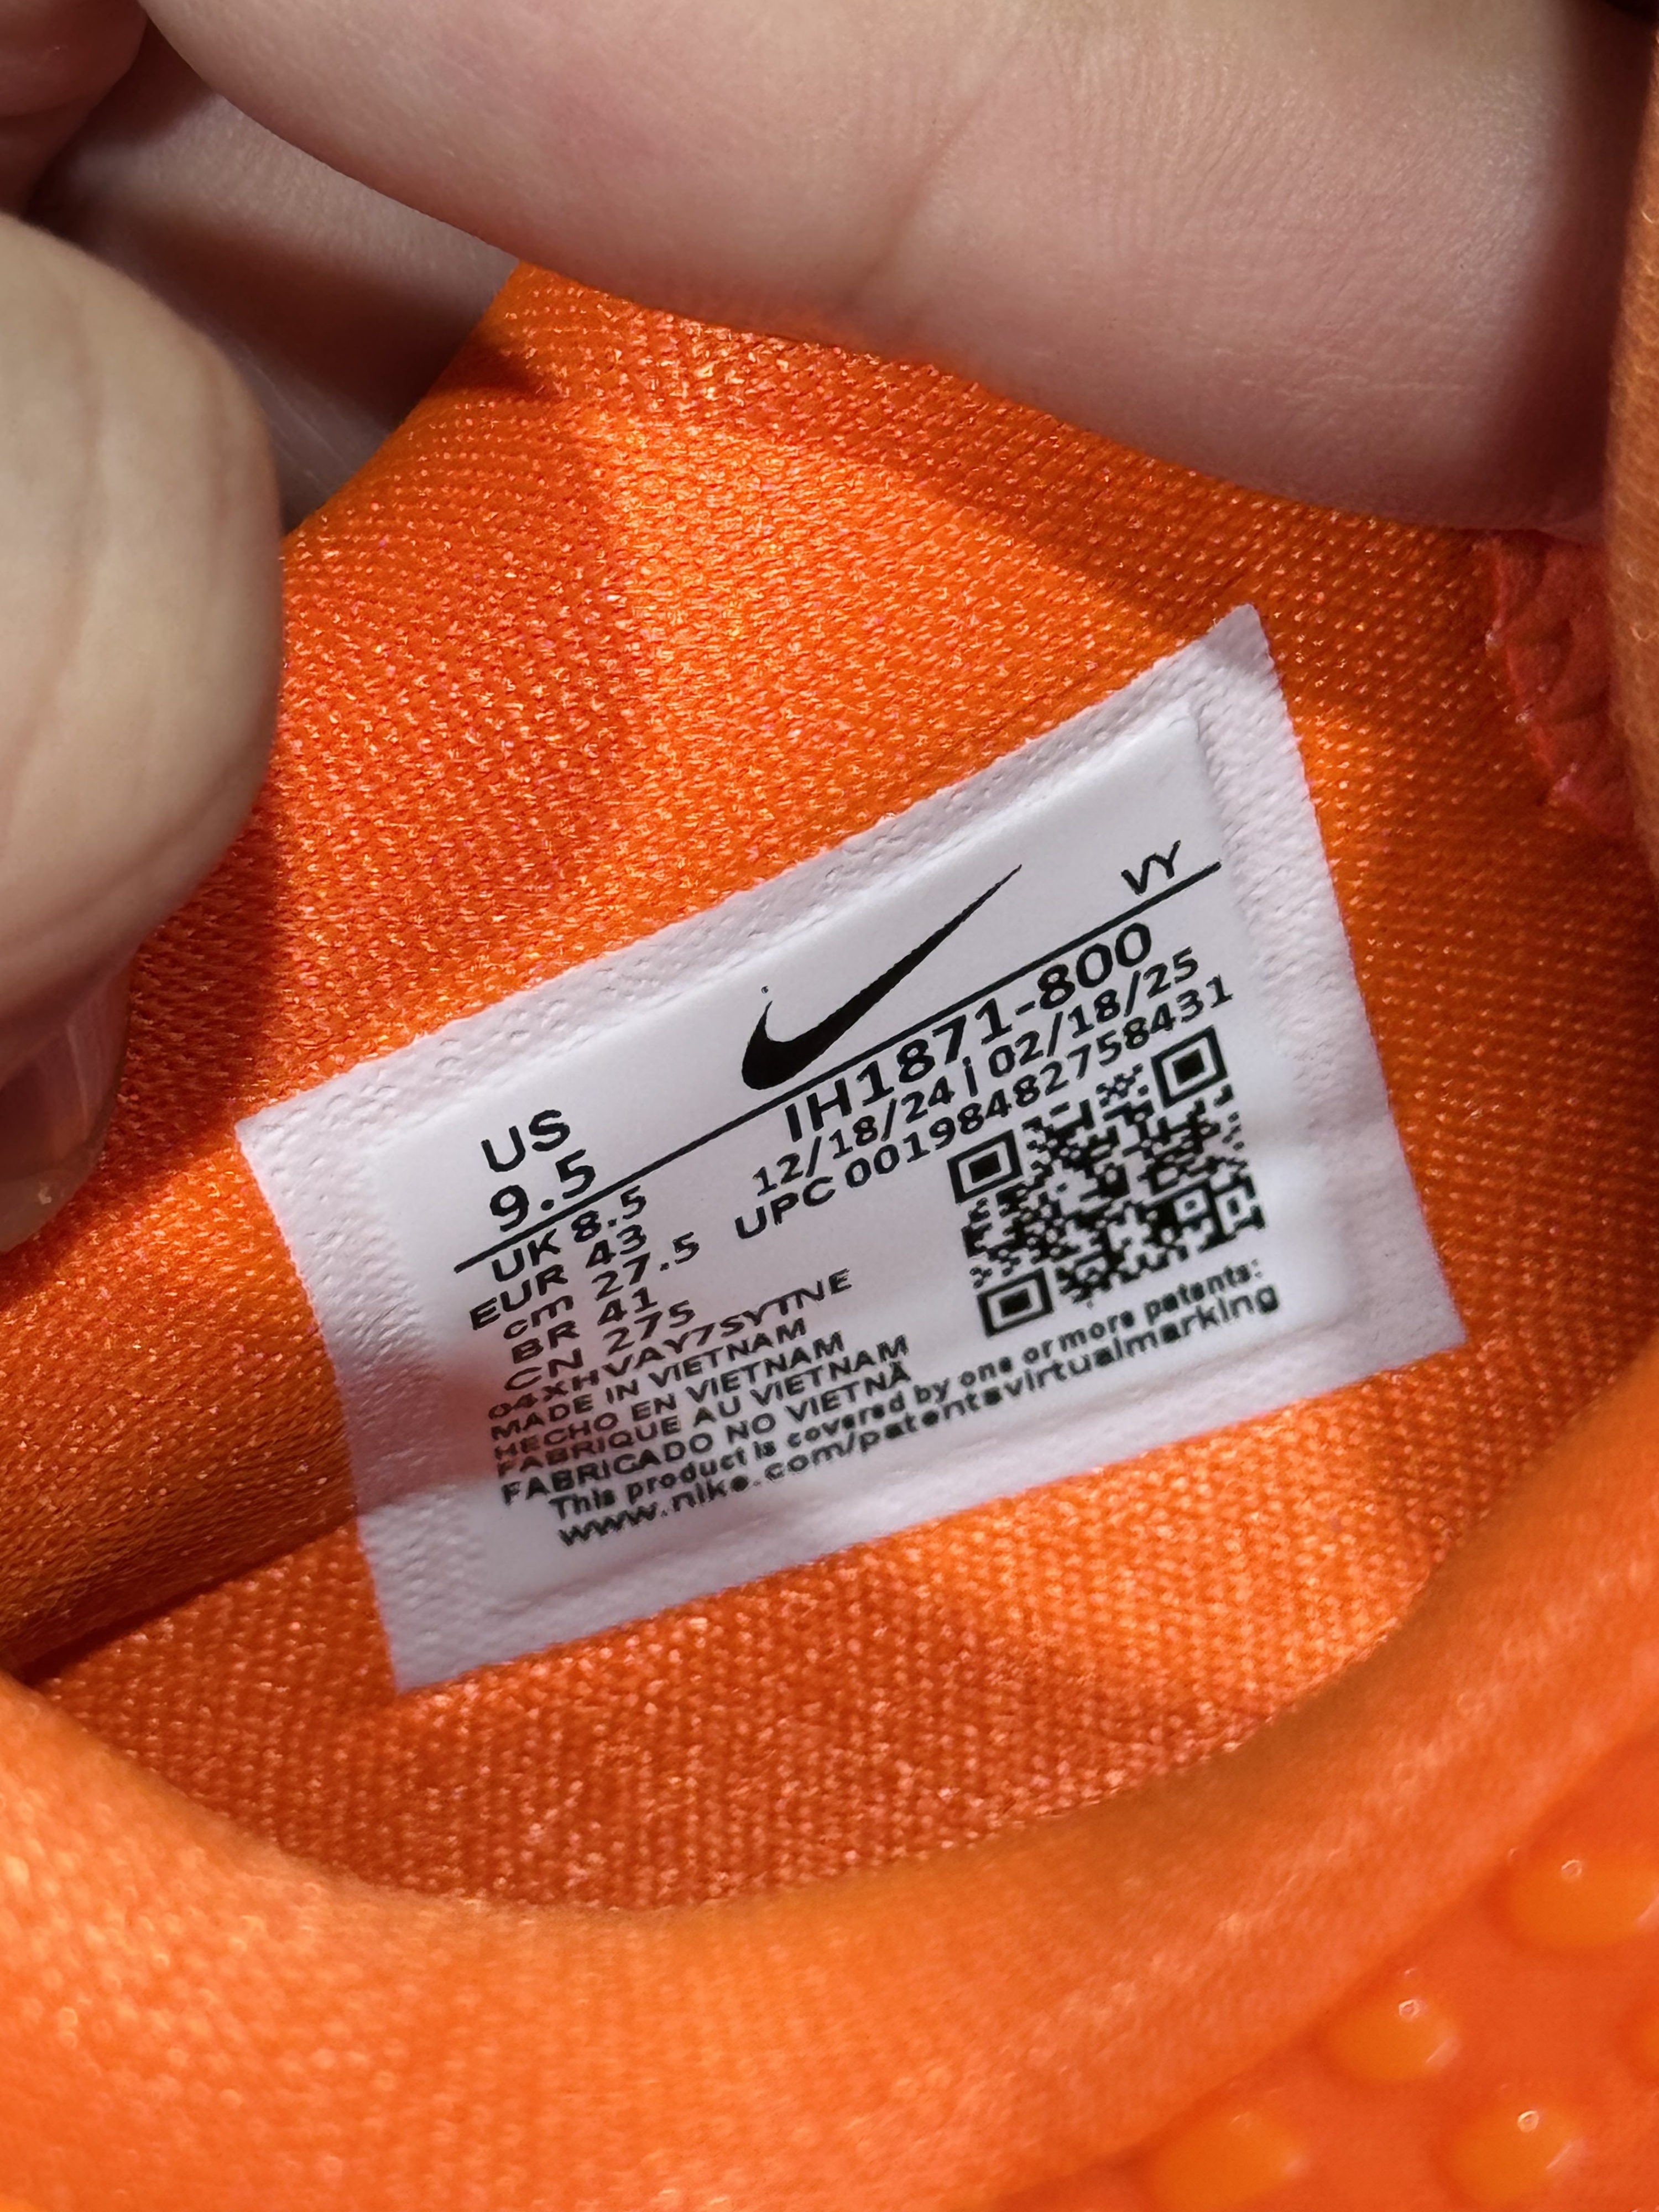 VY
US
9.5
IH1871-800
12/18/24 | 02/18/25
UPC 00198482758431
UK 8.5
EUR 43
cm 27.5
BR 41
CN 275
04XHVAY7SYTNE
MADE IN VIETNAM
HECHO EN VIETNAM
FABRIQUE AU VIETNAM
FABRICADO NO VIETNÃ
This product is covered by one or more patents:
www.nike.com/patentsvirtualmarking